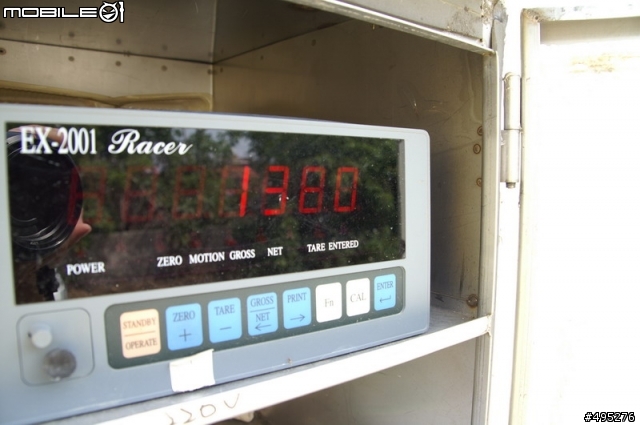 MOBILE01
EX-2001 Racer
1380
POWER ZERO MOTION GROSS NET TARE ENTERED
STANDBY OPERATE
ZERO +
TARE −
GROSS NET ←
PRINT →
Fn
CAL
ENTER ↵
220V
#495276